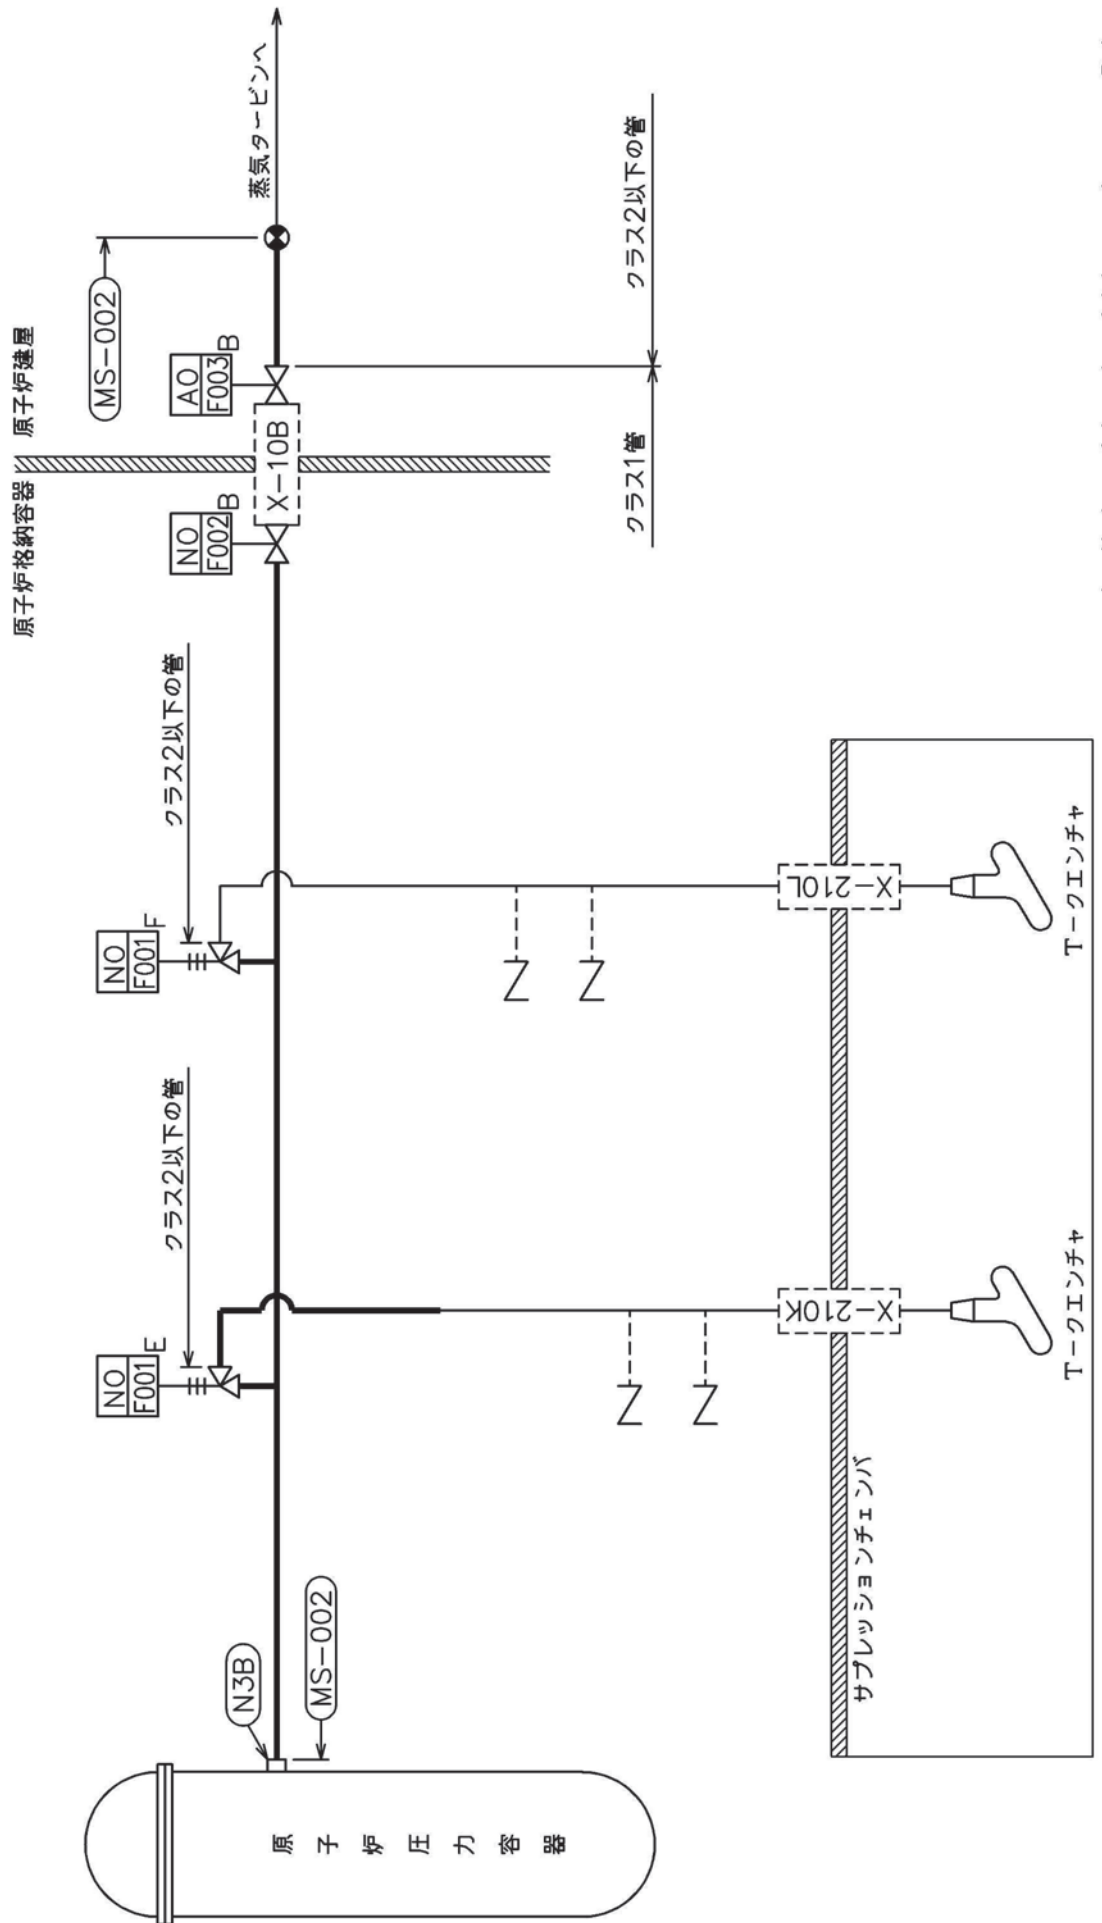 原子炉格納容器
原子炉建屋
MS-002
蒸気タービンへ
NO
F001
E
クラス2以下の管
NO
F001
F
クラス2以下の管
NO
F002
B
X-10B
AO
F003
B
クラス1管
クラス2以下の管
N3B
MS-002
原子炉圧力容器
サプレッションチェンバ
X-210K
X-210L
T-クエンチャ
T-クエンチャ